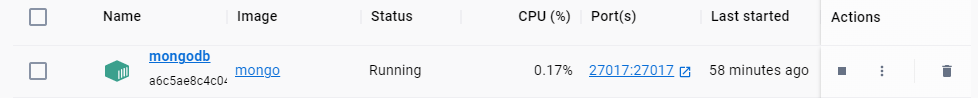 Name Image Status CPU (%) Port(s) Last started Actions
mongodb
mongo Running 0.17% 27017:27017 58 minutes ago
a6c5ae8c4c0